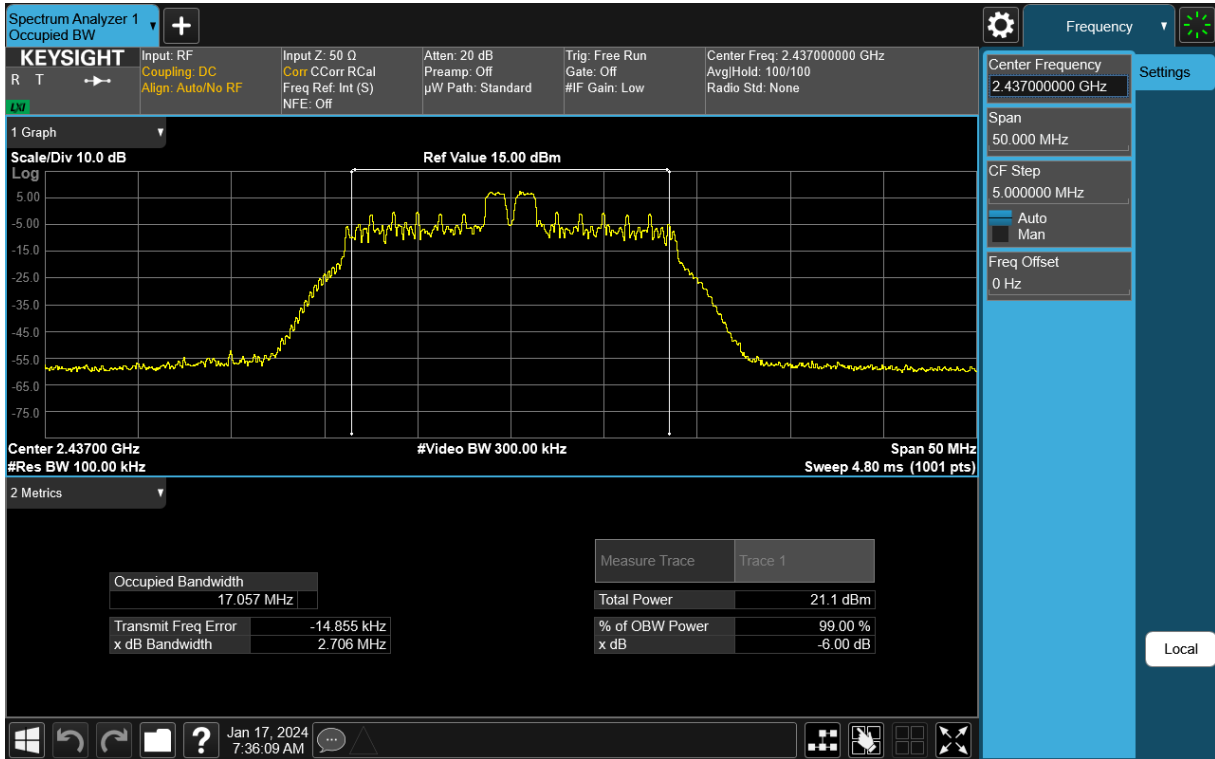 Spectrum Analyzer 1
Occupied BW
Frequency
KEYSIGHT
R T
LXI
Input: RF
Coupling: DC
Align: Auto/No RF
Input Z: 50 Ω
Corr CCorr RCal
Freq Ref: Int (S)
NFE: Off
Atten: 20 dB
Preamp: Off
µW Path: Standard
Trig: Free Run
Gate: Off
#IF Gain: Low
Center Freq: 2.437000000 GHz
Avg|Hold: 100/100
Radio Std: None
Center Frequency
2.437000000 GHz
Settings
Span
50.000 MHz
CF Step
5.000000 MHz
Auto
Man
Freq Offset
0 Hz
Local
1 Graph
Scale/Div 10.0 dB
Ref Value 15.00 dBm
Log
5.00
-5.00
-15.0
-25.0
-35.0
-45.0
-55.0
-65.0
-75.0
Center 2.43700 GHz
#Video BW 300.00 kHz
Span 50 MHz
#Res BW 100.00 kHz
Sweep 4.80 ms (1001 pts)
2 Metrics
Measure Trace Trace 1
Occupied Bandwidth
17.057 MHz
Total Power 21.1 dBm
Transmit Freq Error -14.855 kHz
% of OBW Power 99.00 %
x dB Bandwidth 2.706 MHz
x dB -6.00 dB
Jan 17, 2024
7:36:09 AM